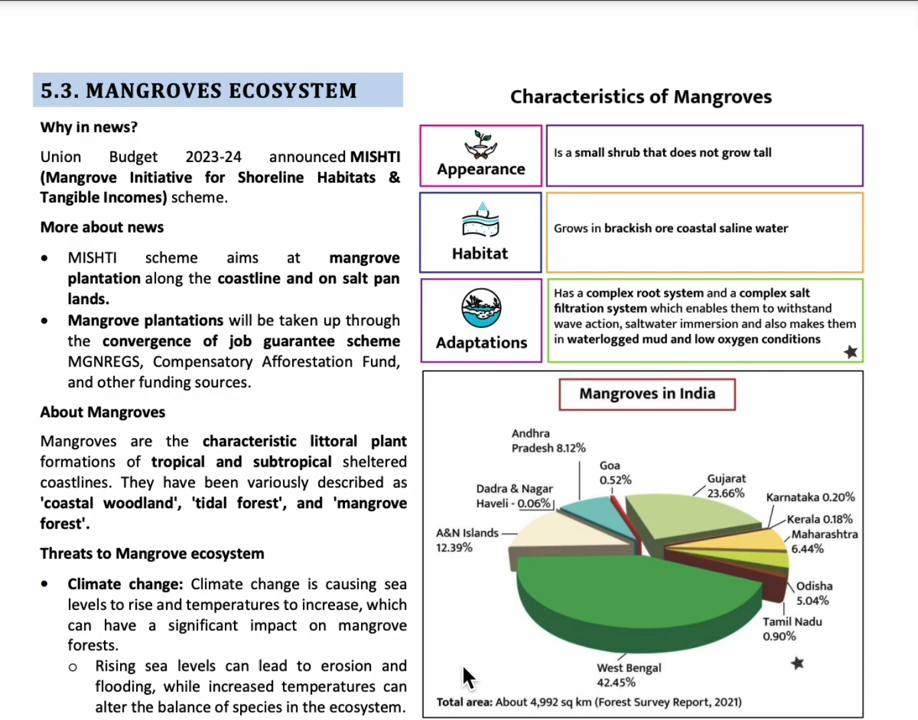 5.3. MANGROVES ECOSYSTEM
Why in news?
Union Budget 2023-24 announced MISHTI
(Mangrove Initiative for Shoreline Habitats &
Tangible Incomes) scheme.
More about news
• MISHTI scheme aims at mangrove
plantation along the coastline and on salt pan
lands.
• Mangrove plantations will be taken up through
the convergence of job guarantee scheme
MGNREGS, Compensatory Afforestation Fund,
and other funding sources.
About Mangroves
Mangroves are the characteristic littoral plant
formations of tropical and subtropical sheltered
coastlines. They have been variously described as
'coastal woodland', 'tidal forest', and 'mangrove
forest'.
Threats to Mangrove ecosystem
• Climate change: Climate change is causing sea
levels to rise and temperatures to increase, which
can have a significant impact on mangrove
forests.
o Rising sea levels can lead to erosion and
flooding, while increased temperatures can
alter the balance of species in the ecosystem.
Characteristics of Mangroves
Appearance
Is a small shrub that does not grow tall
Habitat
Grows in brackish ore coastal saline water
Adaptations
Has a complex root system and a complex salt
filtration system which enables them to withstand
wave action, saltwater immersion and also makes them
in waterlogged mud and low oxygen conditions
Mangroves in India
Andhra
Pradesh 8.12%
Goa
0.52%
Gujarat
23.66%
Dadra & Nagar
Haveli - 0.06%
Karnataka 0.20%
Kerala 0.18%
Maharashtra
6.44%
A&N Islands
12.39%
Odisha
5.04%
Tamil Nadu
0.90%
West Bengal
42.45%
Total area: About 4,992 sq km (Forest Survey Report, 2021)